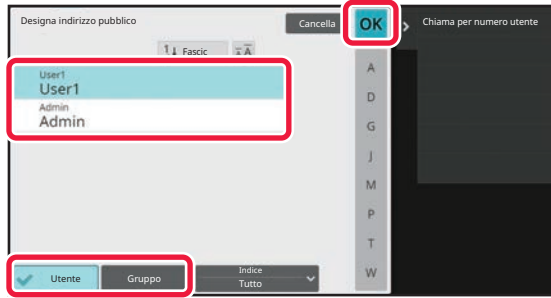 Designa indirizzo pubblico
Cancella
OK
Chiama per numero utente
Fascic
User1
User1
Admin
Admin
A
D
G
J
M
P
T
W
Utente
Gruppo
Indice
Tutto